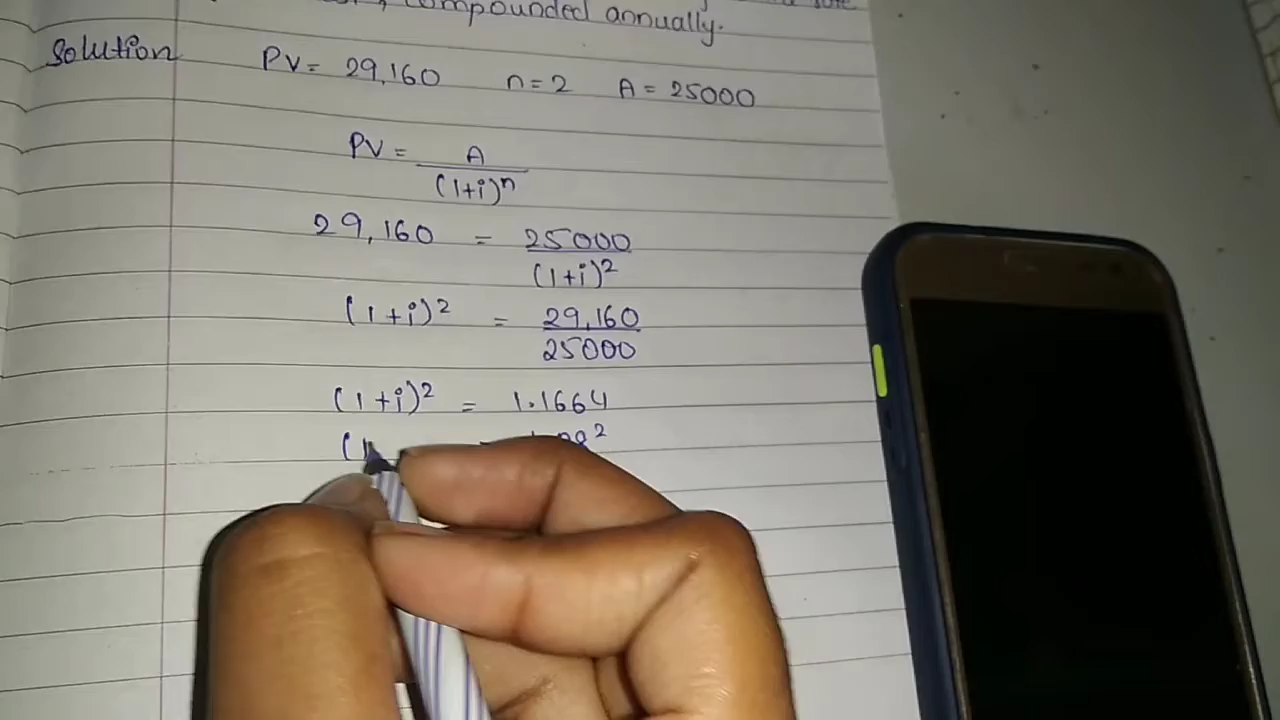 compounded annually.
Solution PV = 29,160 n = 2 A = 25000
PV = A / (1+i)^n
29,160 = 25000 / (1+i)²
(1+i)² = 29,160 / 25000
(1+i)² = 1.1664
(1